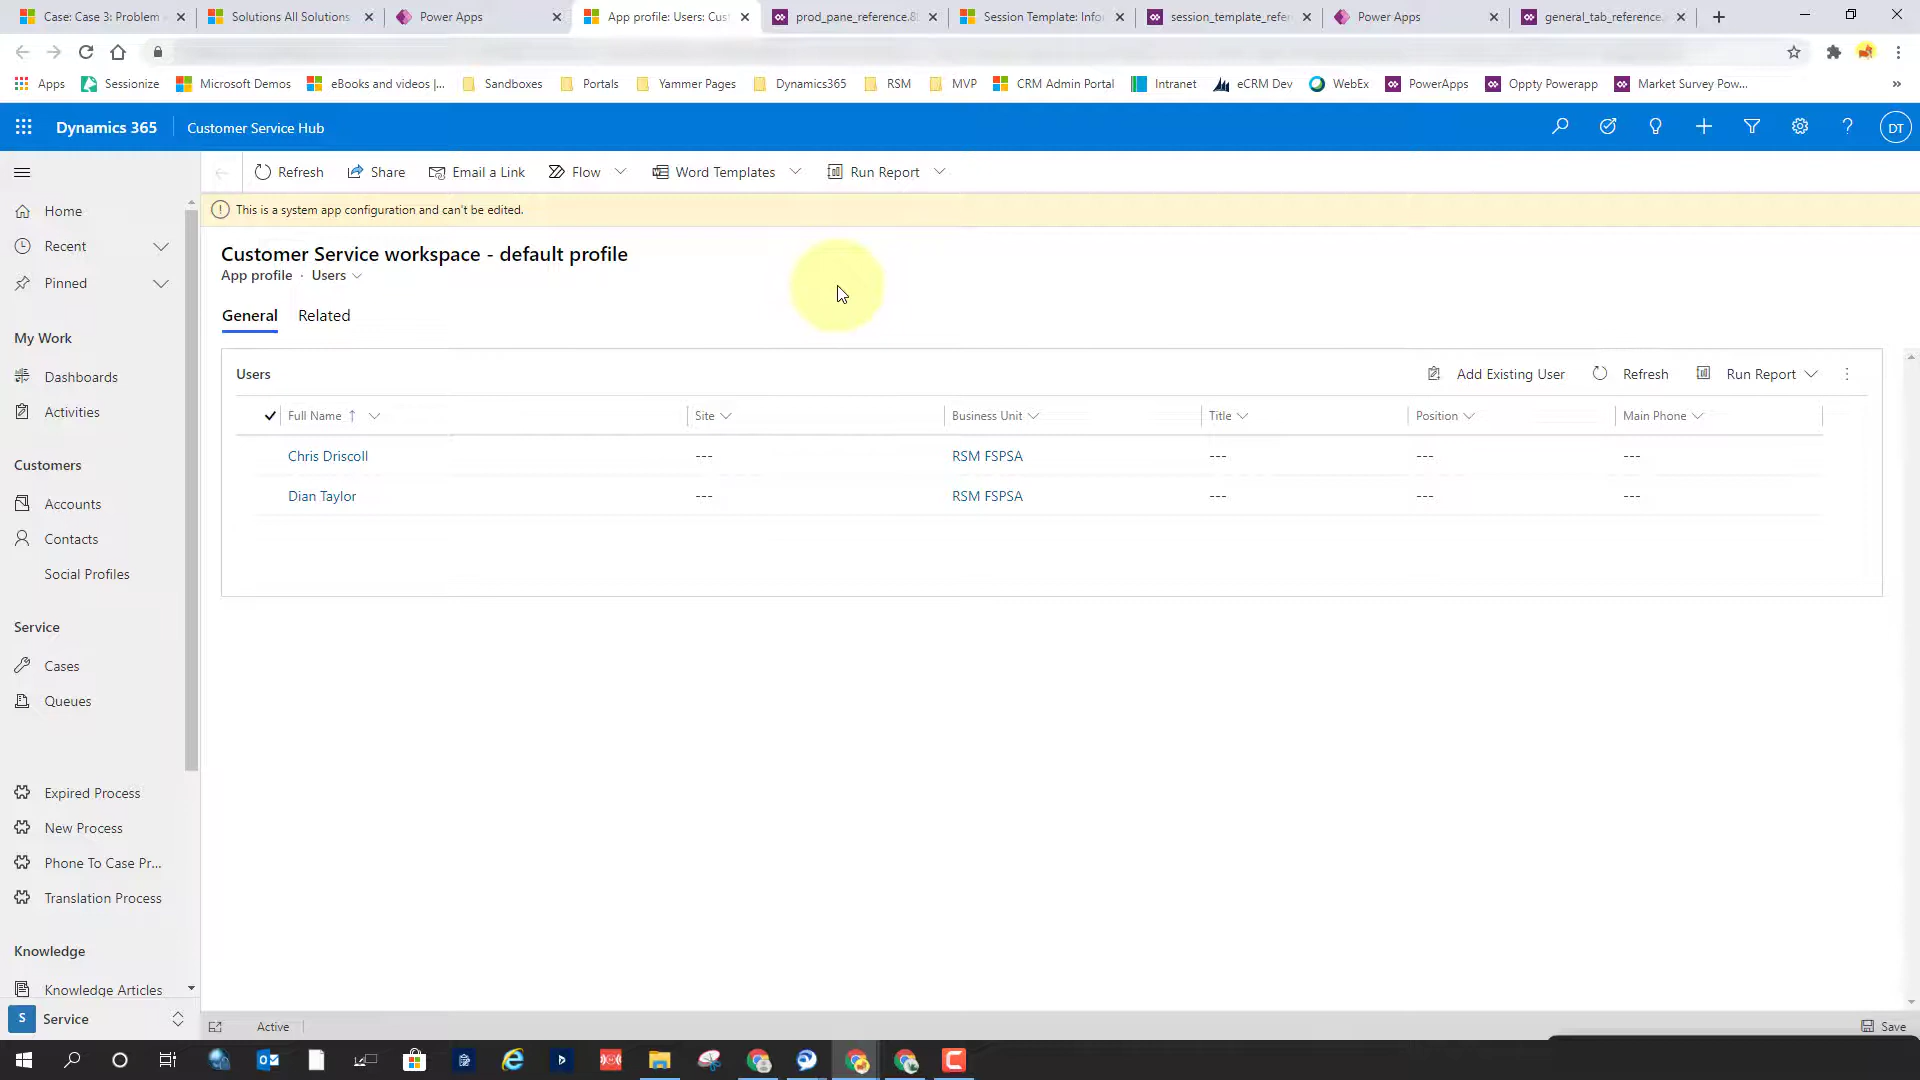 Case: Case 3: Problem
Solutions All Solutions
Power Apps
App profile: Users: Cus
prod_pane_reference.8
Session Template: Info
session_template_refer
Power Apps
general_tab_reference.
Apps
Sessionize
Microsoft Demos
eBooks and videos |...
Sandboxes
Portals
Yammer Pages
Dynamics365
RSM
MVP
CRM Admin Portal
Intranet
eCRM Dev
WebEx
PowerApps
Oppty Powerapp
Market Survey Pow...
Dynamics 365
Customer Service Hub
DT
Refresh
Share
Email a Link
Flow
Word Templates
Run Report
This is a system app configuration and can't be edited.
Customer Service workspace - default profile
App profile · Users
General
Related
Users
Add Existing User
Refresh
Run Report
Full Name
Site
Business Unit
Title
Position
Main Phone
Chris Driscoll --- RSM FSPSA --- --- ---
Dian Taylor --- RSM FSPSA --- --- ---
Home
Recent
Pinned
My Work
Dashboards
Activities
Customers
Accounts
Contacts
Social Profiles
Service
Cases
Queues
Expired Process
New Process
Phone To Case Pr...
Translation Process
Knowledge
Knowledge Articles
S Service
Active
Save